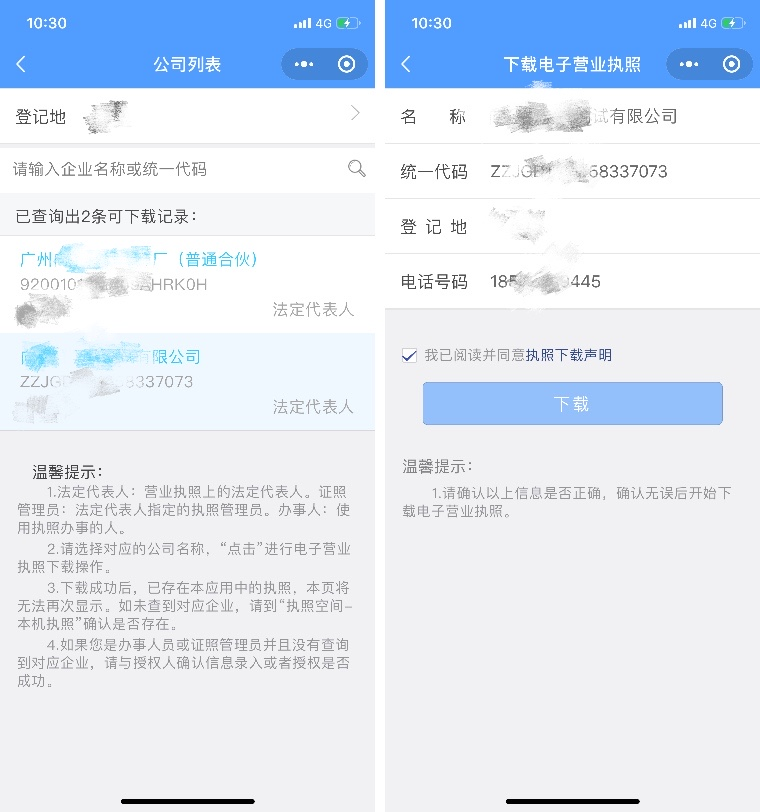 10:30
4G
公司列表
登记地
请输入企业名称或统一代码
已查询出2条可下载记录：
广州 厂（普通合伙）
92001 HRK0H
法定代表人
有限公司
ZZJG 8337073
法定代表人
温馨提示：
1.法定代表人：营业执照上的法定代表人。证照
管理员：法定代表人指定的执照管理员。办事人：使
用执照办事的人。
2.请选择对应的公司名称，“点击”进行电子营业
执照下载操作。
3.下载成功后，已存在本应用中的执照，本页将
无法再次显示。如未查到对应企业，请到“执照空间-
本机执照”确认是否存在。
4.如果您是办事人员或证照管理员并且没有查询
到对应企业，请与授权人确认信息录入或者授权是否
成功。
10:30
4G
下载电子营业执照
名 称 试有限公司
统一代码 ZZJG 58337073
登 记 地
电话号码 18 445
我已阅读并同意执照下载声明
下载
温馨提示：
1.请确认以上信息是否正确，确认无误后开始下
载电子营业执照。